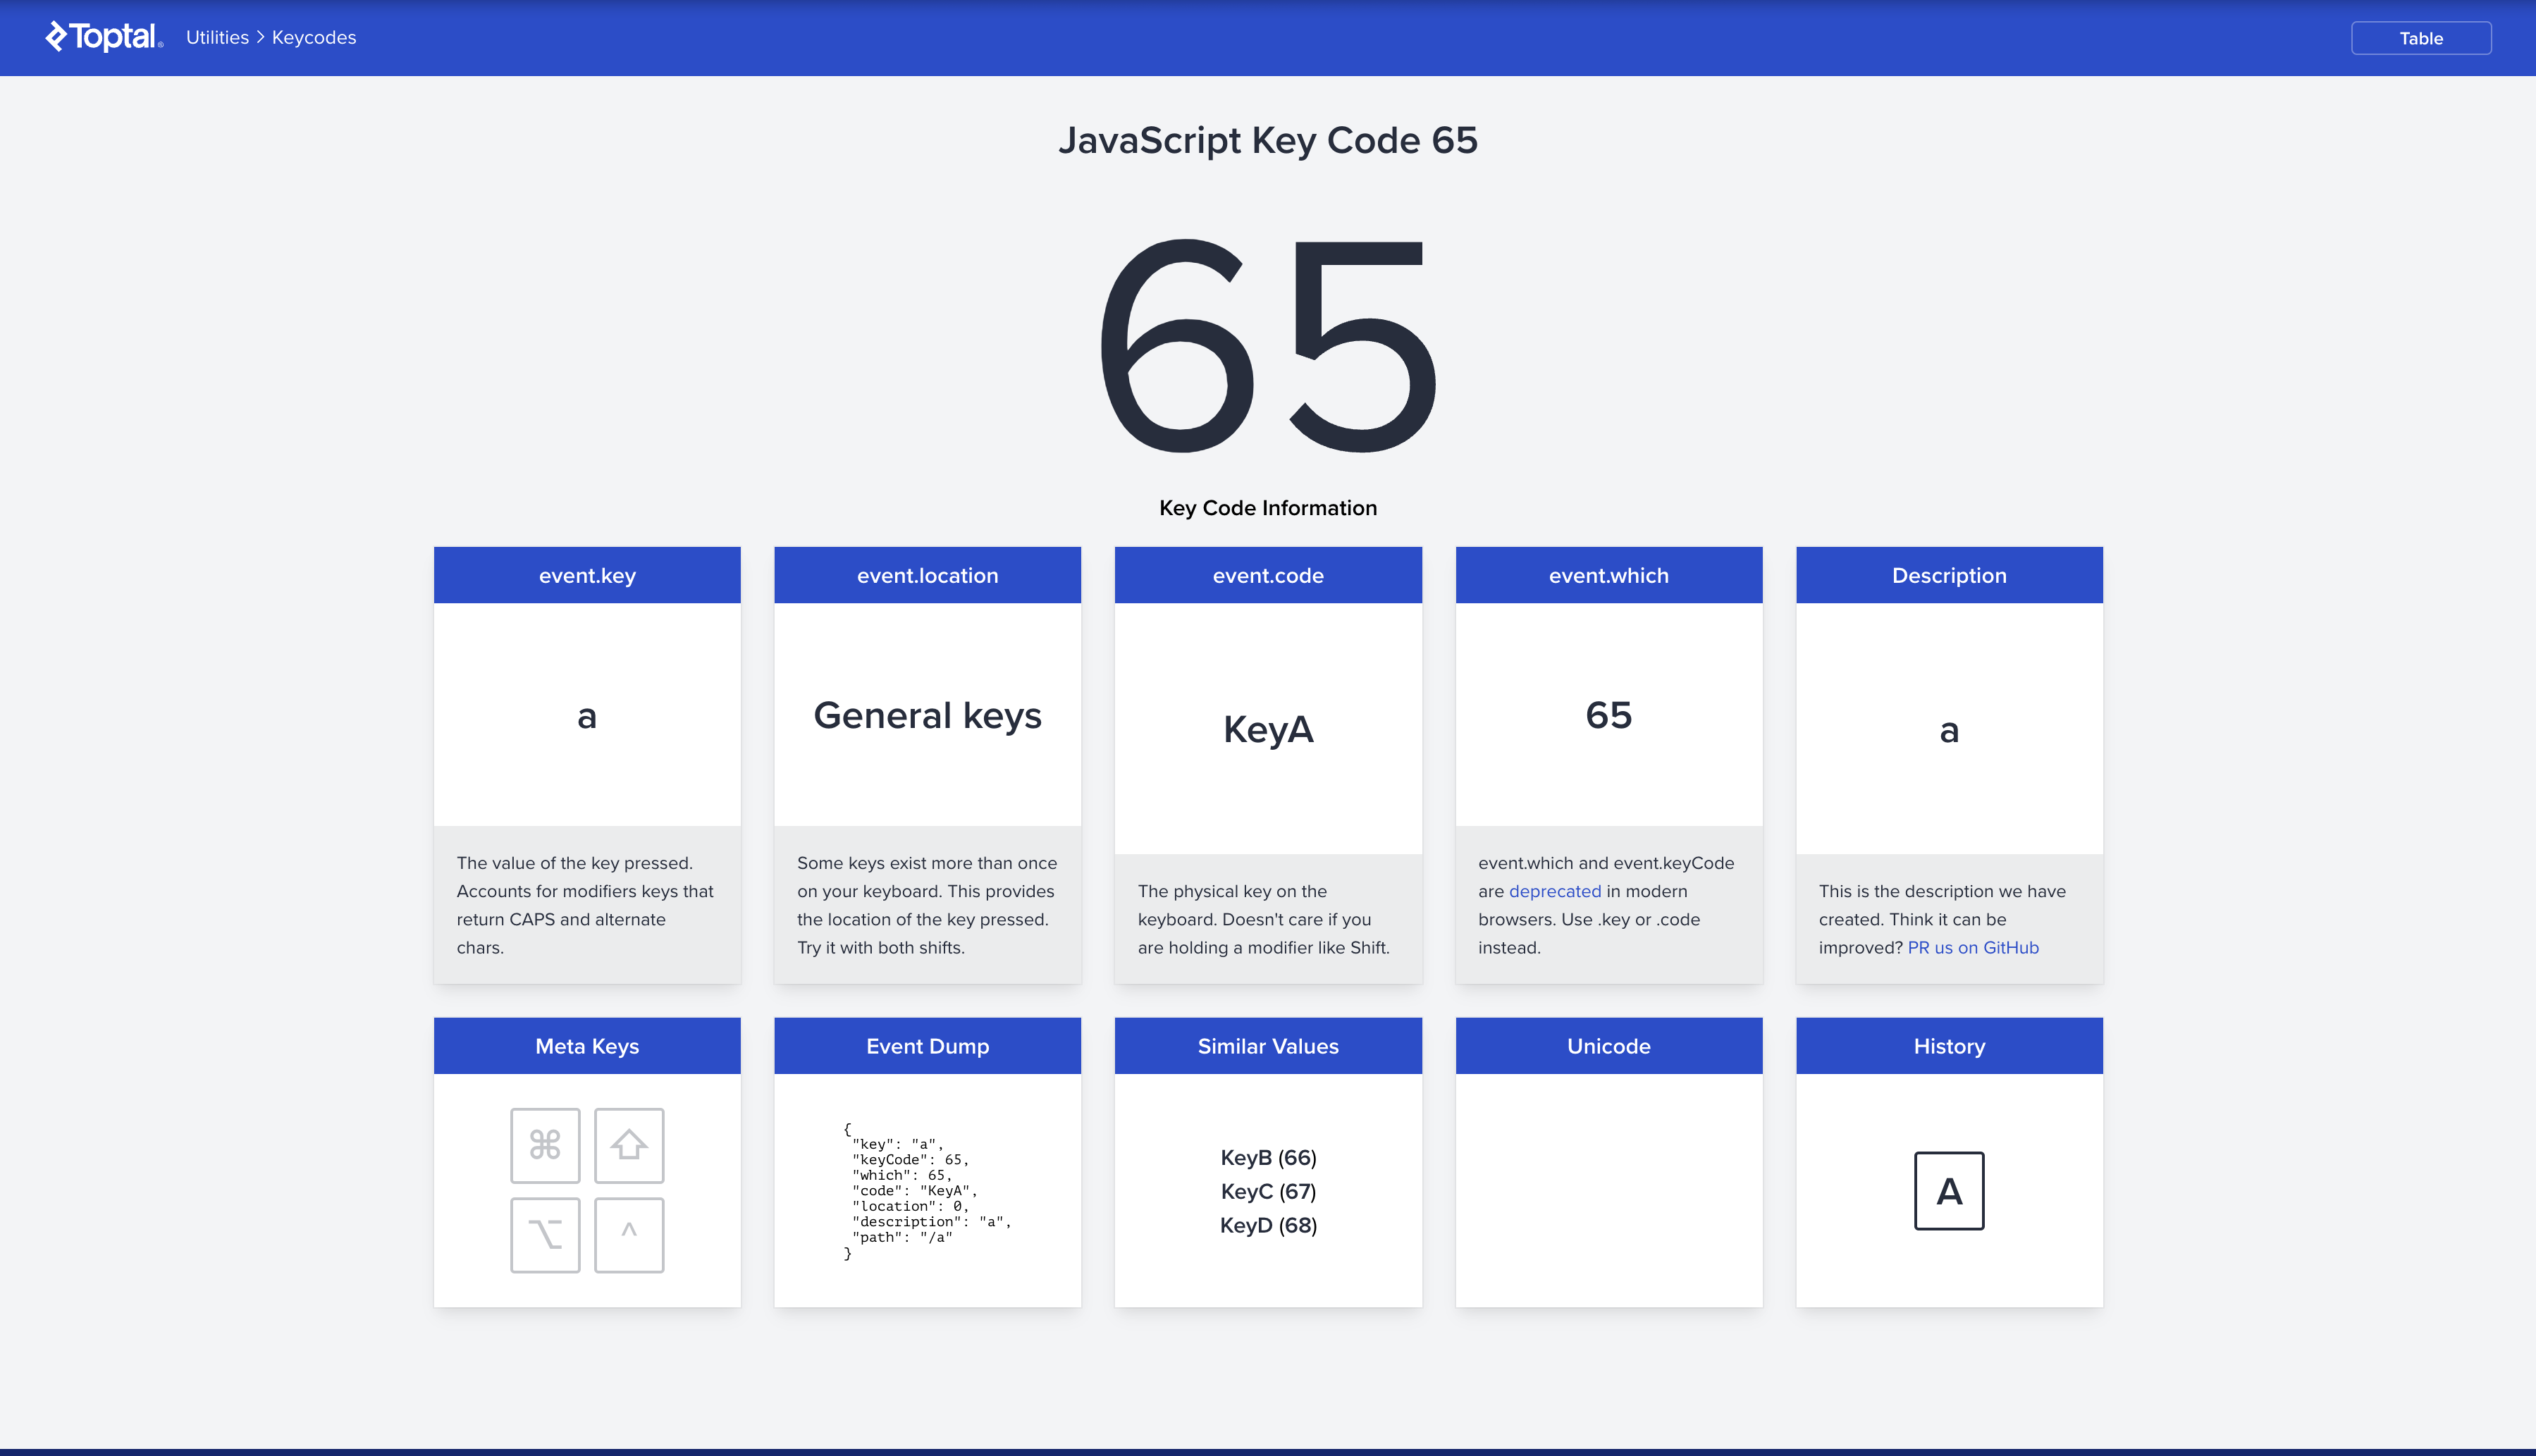 Toptal®
Utilities > Keycodes
Table
JavaScript Key Code 65
65
Key Code Information
event.key
a
The value of the key pressed.
Accounts for modifiers keys that
return CAPS and alternate
chars.
event.location
General keys
Some keys exist more than once
on your keyboard. This provides
the location of the key pressed.
Try it with both shifts.
event.code
KeyA
The physical key on the
keyboard. Doesn't care if you
are holding a modifier like Shift.
event.which
65
event.which and event.keyCode
are deprecated in modern
browsers. Use .key or .code
instead.
Description
a
This is the description we have
created. Think it can be
improved? PR us on GitHub
Meta Keys
⌘ ⇧
⌥ ^
Event Dump
{
"key": "a",
"keyCode": 65,
"which": 65,
"code": "KeyA",
"location": 0,
"description": "a",
"path": "/a"
}
Similar Values
KeyB (66)
KeyC (67)
KeyD (68)
Unicode
History
A